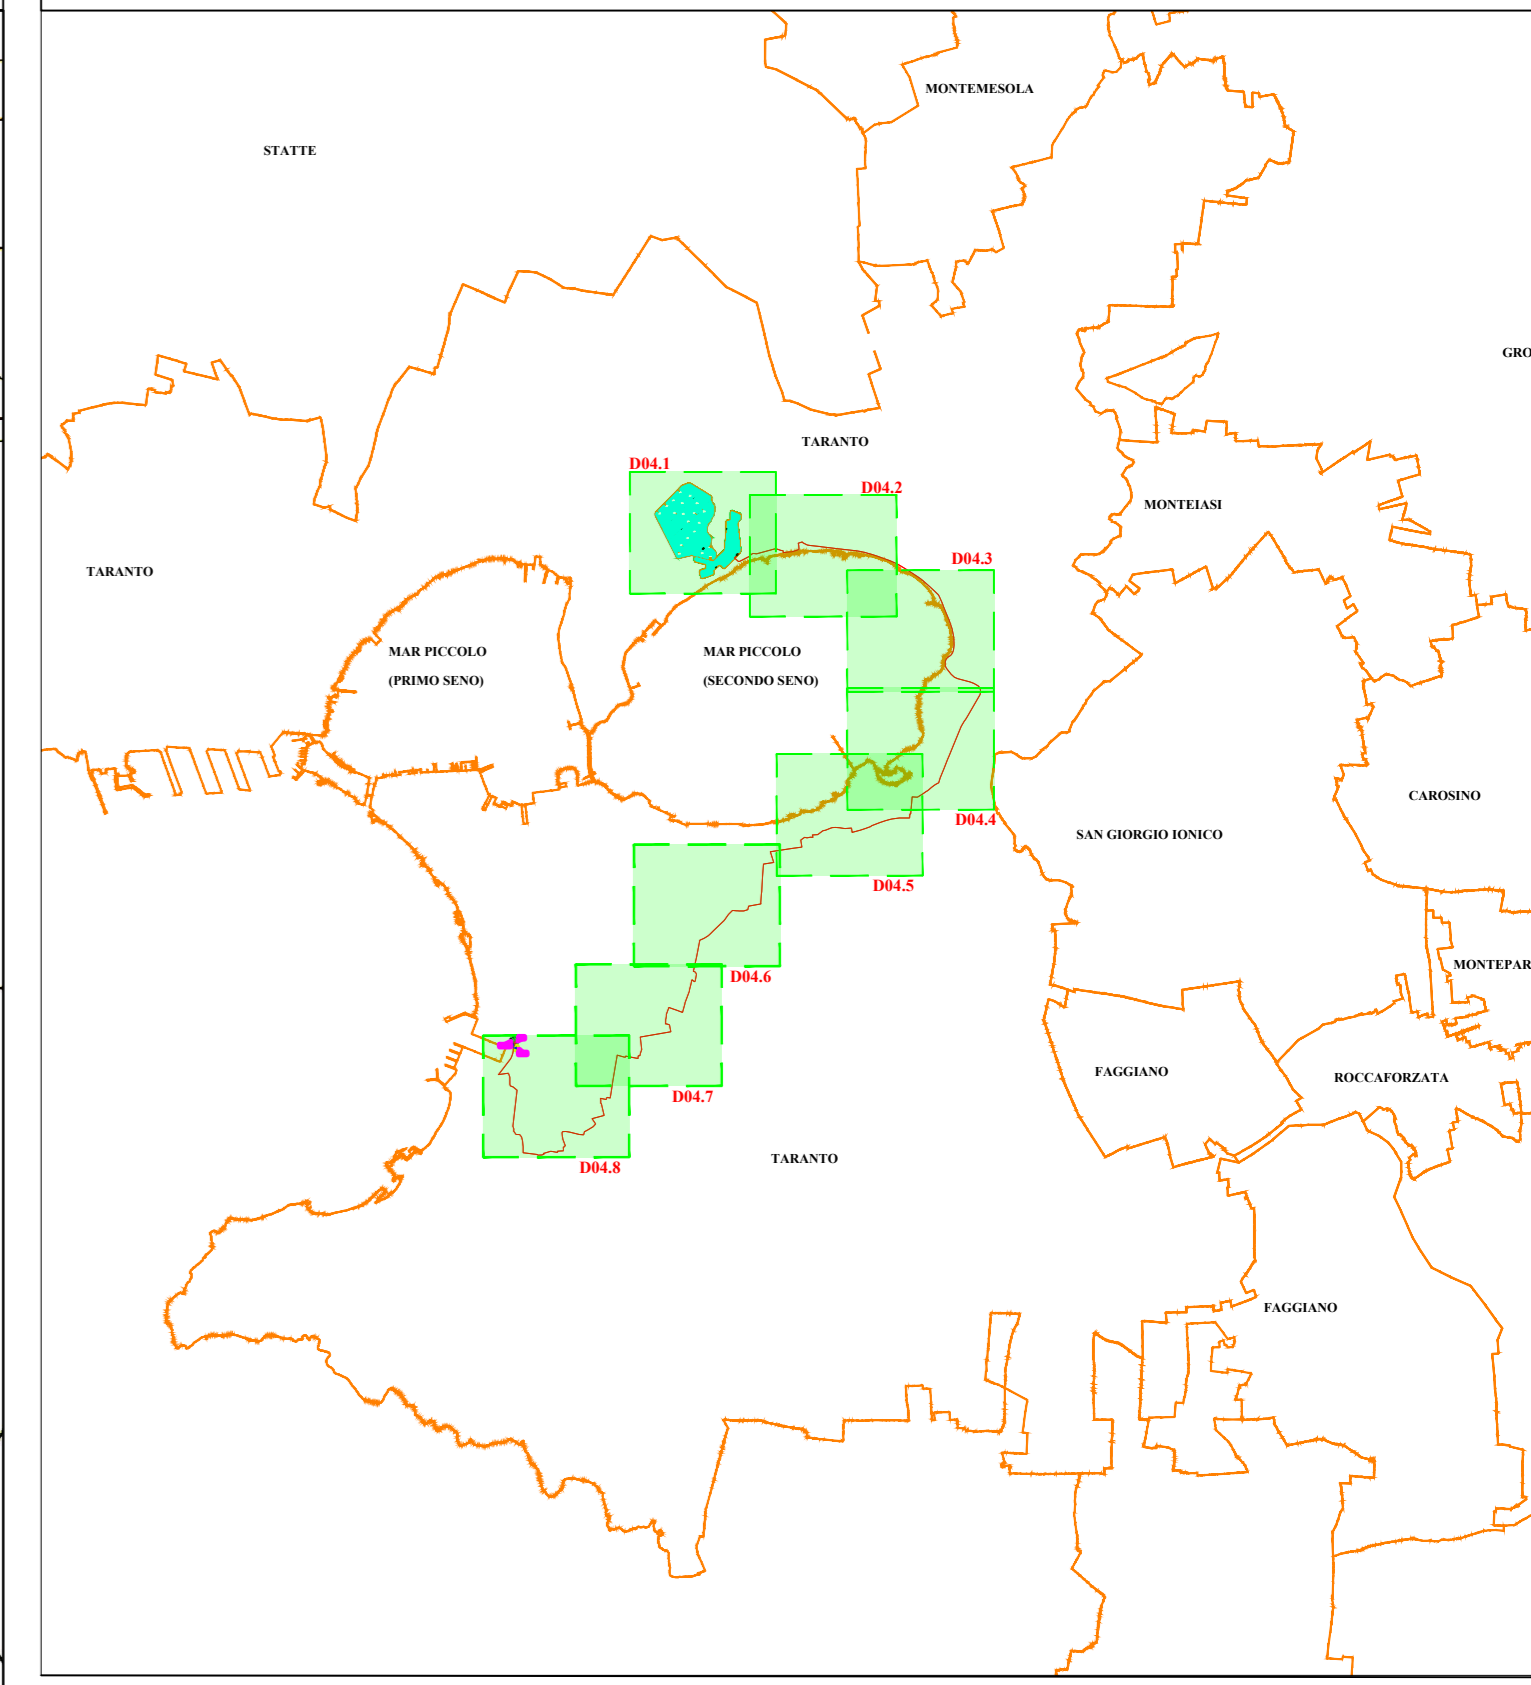 MONTEMESOLA
STATTE
GRO
TARANTO
D04.1
D04.2
MONTEIASI
D04.3
TARANTO
MAR PICCOLO
(PRIMO SENO)
MAR PICCOLO
(SECONDO SENO)
CAROSINO
D04.4
SAN GIORGIO IONICO
D04.5
MONTEPAR
D04.6
FAGGIANO
ROCCAFORZATA
D04.7
TARANTO
D04.8
FAGGIANO